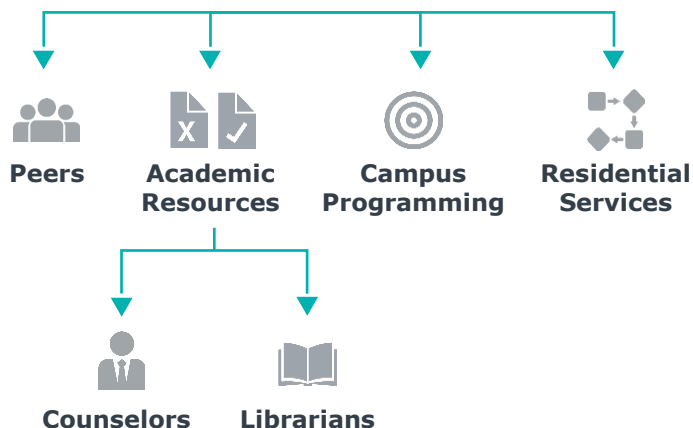 Peers
Academic
Resources
Campus
Programming
Residential
Services
X
Counselors
Librarians